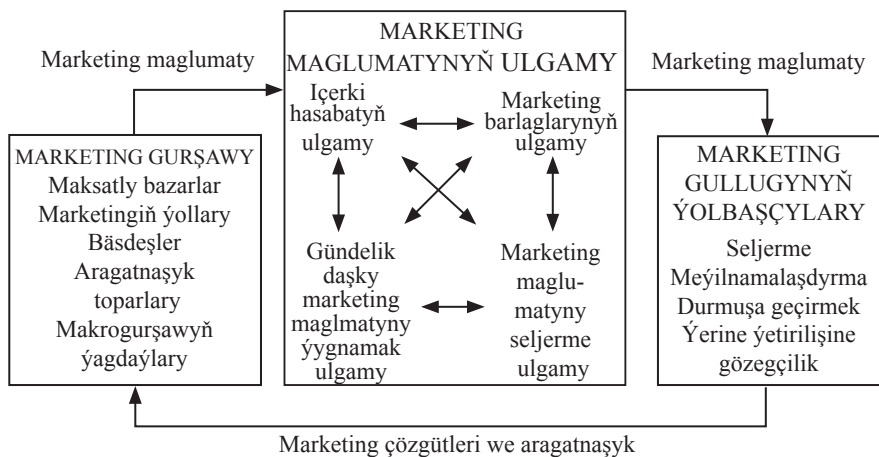 Marketing maglumaty
MARKETING GURŞAWY
Maksatly bazarlar
Marketingiň ýollary
Bäsdeşler
Aragatnaşyk
toparlary
Makrogurşawyň
ýagdaýlary
MARKETING
MAGLUMATYNYŇ ULGAMY
Içerki
hasabatyň
ulgamy
Marketing
barlaglarynyň
ulgamy
Gündelik
daşky
marketing
maglmatyny
ýygnamak
ulgamy
Marketing
maglu-
matyny
seljerme
ulgamy
Marketing maglumaty
MARKETING
GULLUGYNYŇ
ÝOLBAŞÇYLARY
Seljerme
Meýilnamalaşdyrma
Durmuşa geçirmek
Ýerine ýetirilişine
gözegçilik
Marketing çözgütleri we aragatnaşyk